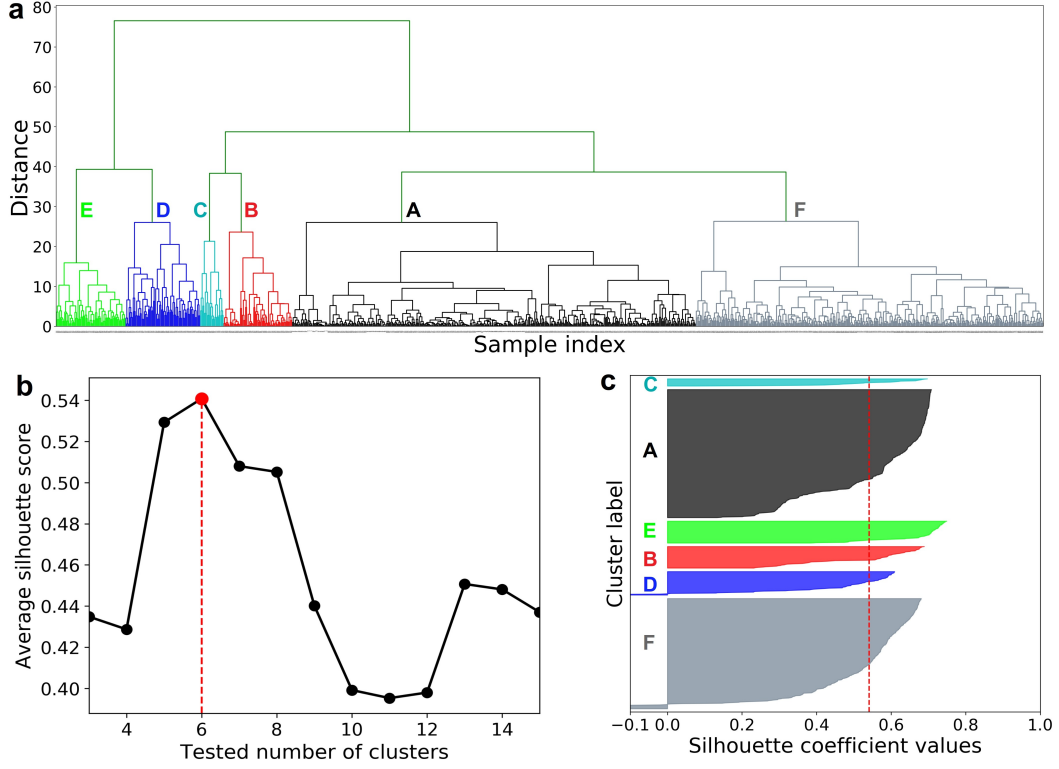 a
80
70
60
50
40
30
20
10
0
Distance
E
D
C
B
A
F
Sample index
b
0.54
0.52
0.50
0.48
0.46
0.44
0.42
0.40
Average silhouette score
4
6
8
10
12
14
Tested number of clusters
c
C
A
E
B
D
F
Cluster label
−0.1
0.0
0.2
0.4
0.6
0.8
1.0
Silhouette coefficient values